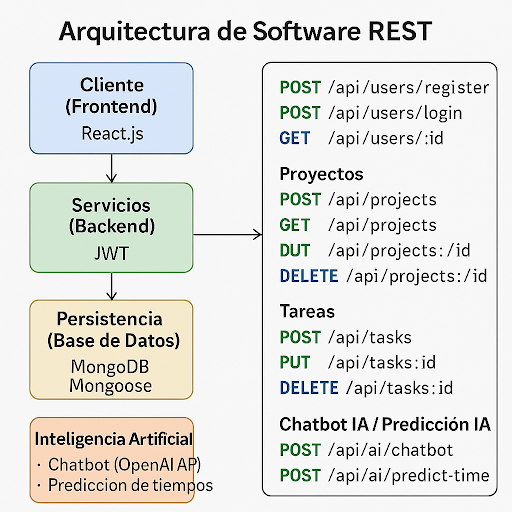 Arquitectura de Software REST
Cliente
(Frontend)
React.js
Servicios
(Backend)
JWT
Persistencia
(Base de Datos)
MongoDB
Mongoose
Inteligencia Artificial
· Chatbot (OpenAI AP)
· Prediccion de tiempos
POST /api/users/register
POST /api/users/login
GET /api/users/:id
Proyectos
POST /api/projects
GET /api/projects
DUT /api/projects:/id
DELETE /api/projects:/id
Tareas
POST /api/tasks
PUT /api/tasks:id
DELETE /api/tasks:id
Chatbot IA / Predicción IA
POST /api/ai/chatbot
POST /api/ai/predict-time